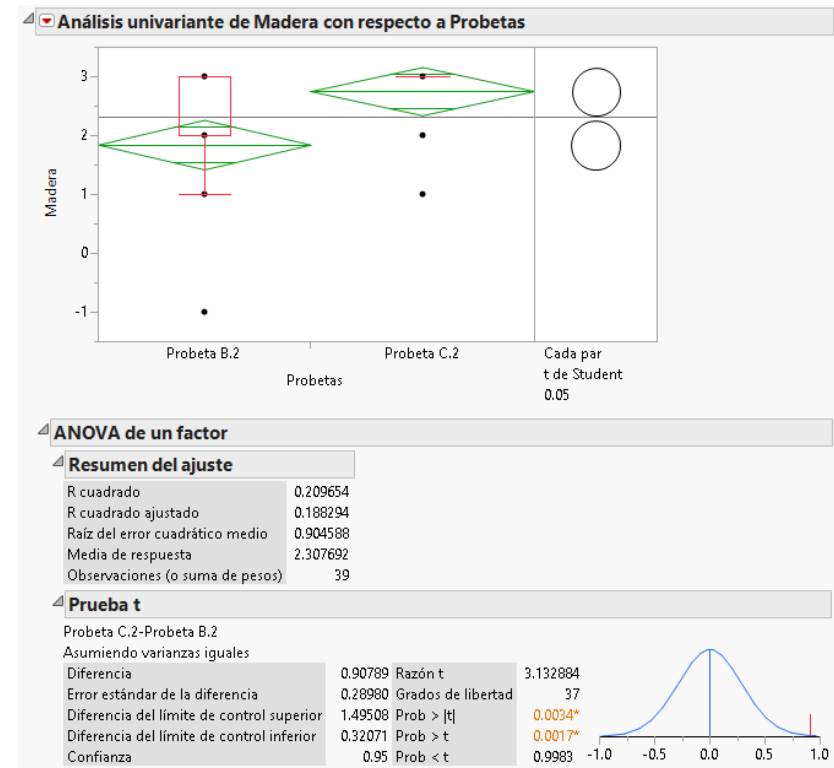 Análisis univariante de Madera con respecto a Probetas
3
2
1
0
-1
Madera
Probeta B.2
Probeta C.2
Probetas
Cada par
t de Student
0.05
ANOVA de un factor
Resumen del ajuste
R cuadrado 0.209654
R cuadrado ajustado 0.188294
Raíz del error cuadrático medio 0.904588
Media de respuesta 2.307692
Observaciones (o suma de pesos) 39
Prueba t
Probeta C.2-Probeta B.2
Asumiendo varianzas iguales
Diferencia 0.90789 Razón t 3.132884
Error estándar de la diferencia 0.28980 Grados de libertad 37
Diferencia del límite de control superior 1.49508 Prob > |t| 0.0034*
Diferencia del límite de control inferior 0.32071 Prob > t 0.0017*
Confianza 0.95 Prob < t 0.9983
-1.0 -0.5 0.0 0.5 1.0